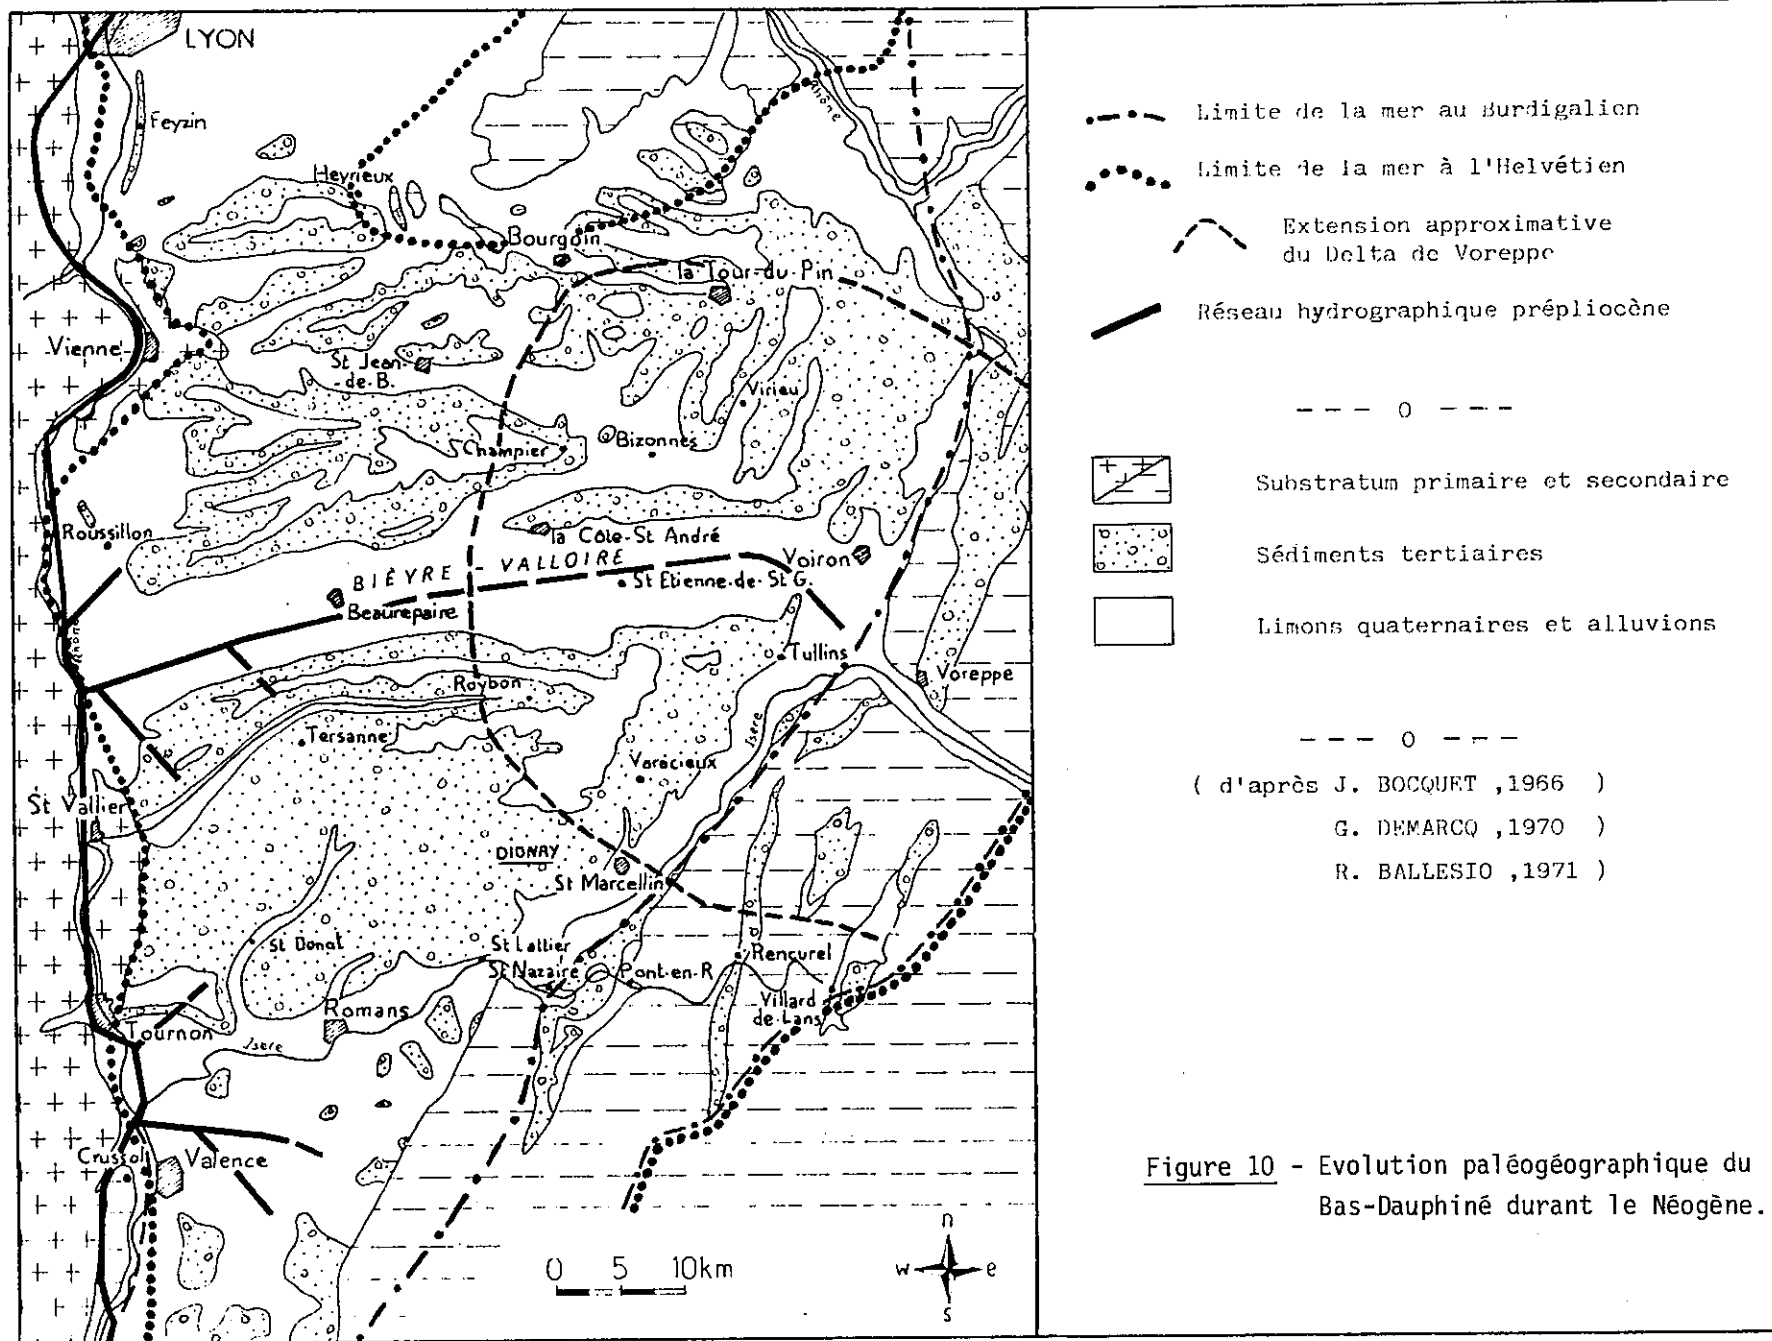 LYON
Feyzin
Rhône
Heyrieux
Bourgoin
la Tour-du-Pin
Vienne
St Jean-
-de-B.
Virieu
Champier
Bizonnes
Roussillon
la Côte-St André
BIÈVRE - VALLOIRE
Voiron
St Etienne-de-St G.
Beaurepaire
Rhône
Tullins
Voreppe
Roybon
Isère
Tersanne
Varacieux
St Vallier
DIONAY
St Marcellin
St Donat
St Lattier
St Nazaire
Pont-en-R
Rencurel
Villard
de-Lans
Romans
Tournon
Isère
Crussol
Valence
0 5 10km
n
w e
s
Limite de la mer au Burdigalien
Limite de la mer à l'Helvétien
Extension approximative
du Delta de Voreppe
Réseau hydrographique prépliocène
--- 0 ---
Substratum primaire et secondaire
Sédiments tertiaires
Limons quaternaires et alluvions
--- 0 ---
( d'après J. BOCQUET ,1966 )
G. DEMARCQ ,1970 )
R. BALLESIO ,1971 )
Figure 10 - Evolution paléogéographique du
Bas-Dauphiné durant le Néogène.